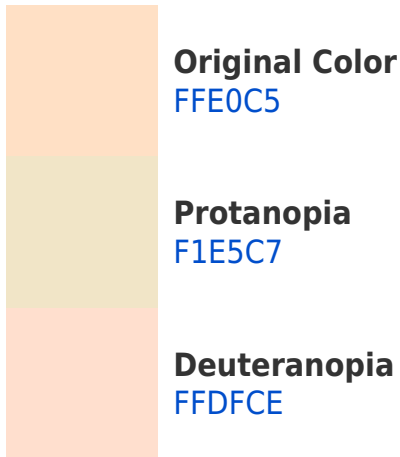 Original Color
FFE0C5
Protanopia
F1E5C7
Deuteranopia
FFDFCE